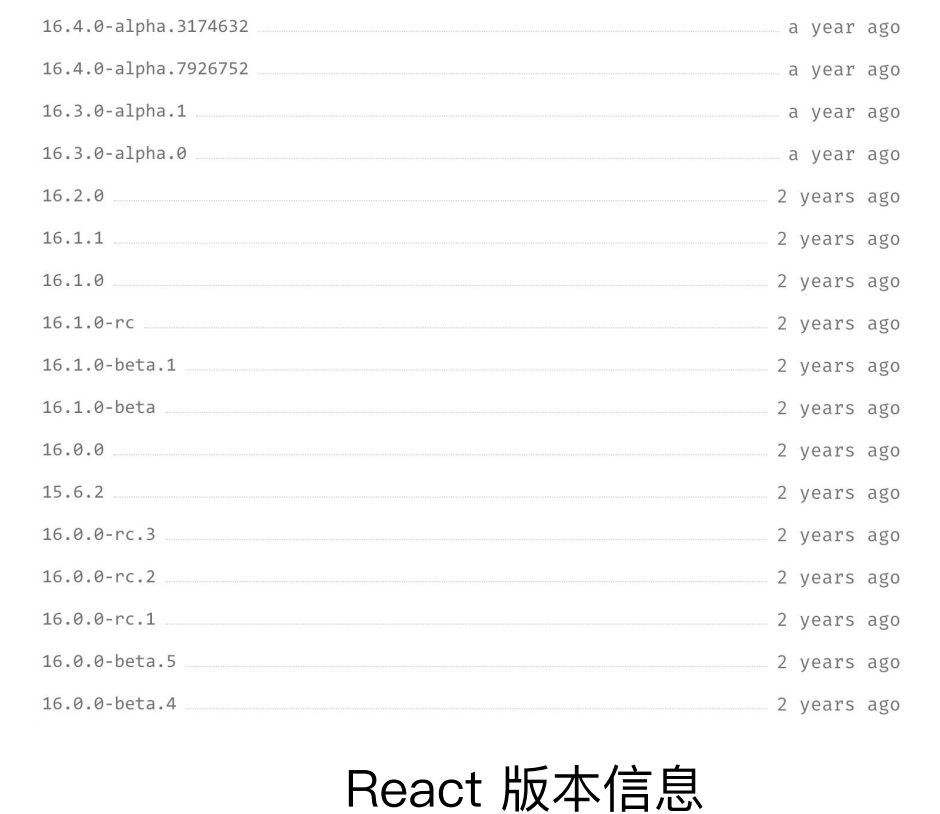 16.4.0-alpha.3174632 a year ago
16.4.0-alpha.7926752 a year ago
16.3.0-alpha.1 a year ago
16.3.0-alpha.0 a year ago
16.2.0 2 years ago
16.1.1 2 years ago
16.1.0 2 years ago
16.1.0-rc 2 years ago
16.1.0-beta.1 2 years ago
16.1.0-beta 2 years ago
16.0.0 2 years ago
15.6.2 2 years ago
16.0.0-rc.3 2 years ago
16.0.0-rc.2 2 years ago
16.0.0-rc.1 2 years ago
16.0.0-beta.5 2 years ago
16.0.0-beta.4 2 years ago
React 版本信息